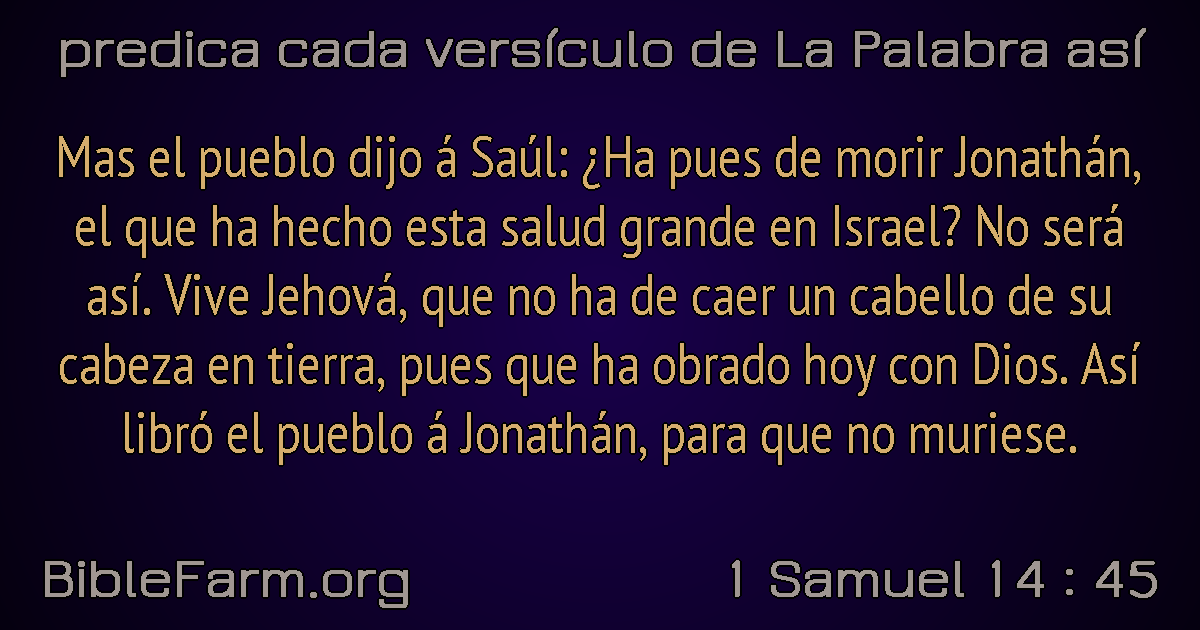 predica cada versículo de La Palabra así
Mas el pueblo dijo á Saúl: ¿Ha pues de morir Jonathán,
el que ha hecho esta salud grande en Israel? No será
así. Vive Jehová, que no ha de caer un cabello de su
cabeza en tierra, pues que ha obrado hoy con Dios. Así
libró el pueblo á Jonathán, para que no muriese.
BibleFarm.org
1 Samuel 14 : 45